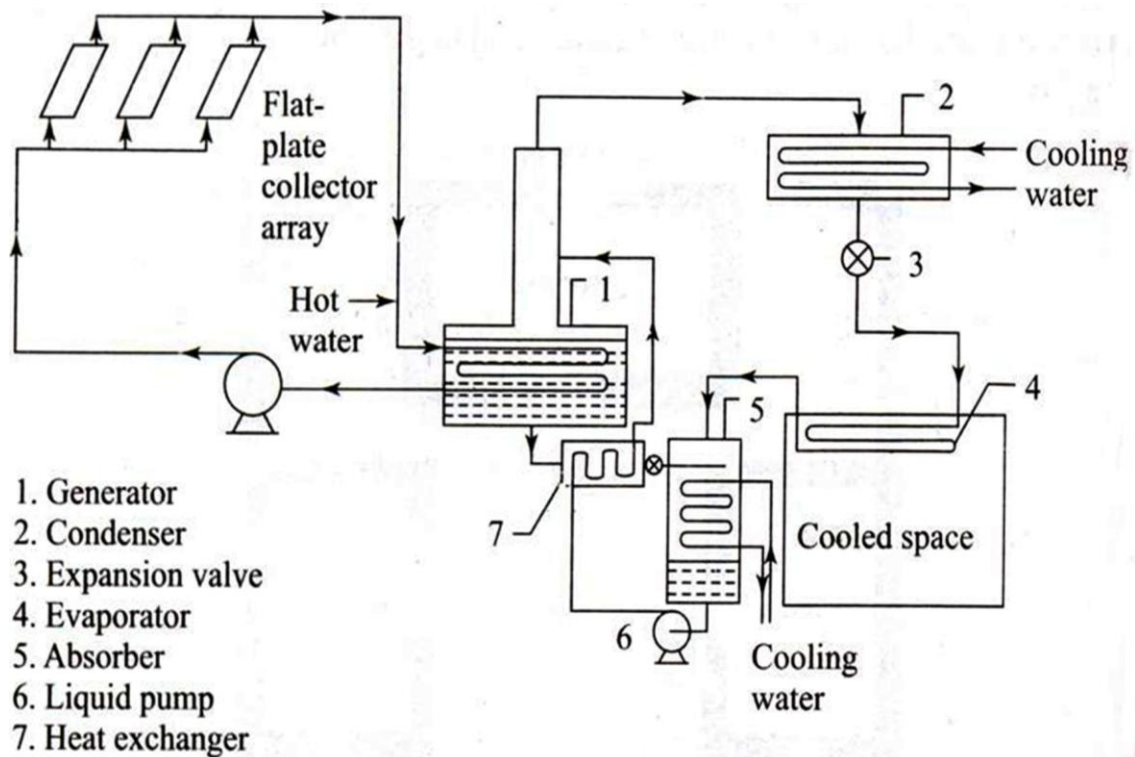 Flat-
plate
collector
array
2
Cooling
water
3
Hot
water
1
4
5
7
Cooled space
6
Cooling
water
1. Generator
2. Condenser
3. Expansion valve
4. Evaporator
5. Absorber
6. Liquid pump
7. Heat exchanger